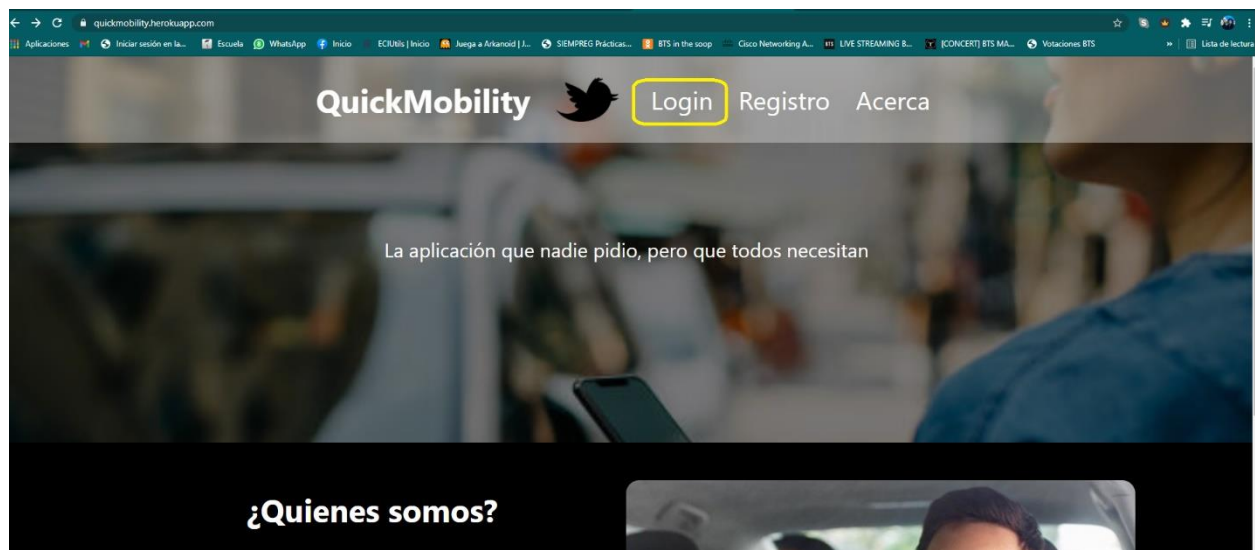 quickmobility.herokuapp.com
Aplicaciones Iniciar sesión en la... Escuela WhatsApp Inicio ECIUtils | Inicio Juega a Arkanoid | J... SIEMPREG Prácticas... BTS in the soop Cisco Networking A... LIVE STREAMING B... [CONCERT] BTS MA... Votaciones BTS » Lista de lectura
QuickMobility Login Registro Acerca
La aplicación que nadie pidio, pero que todos necesitan
¿Quienes somos?